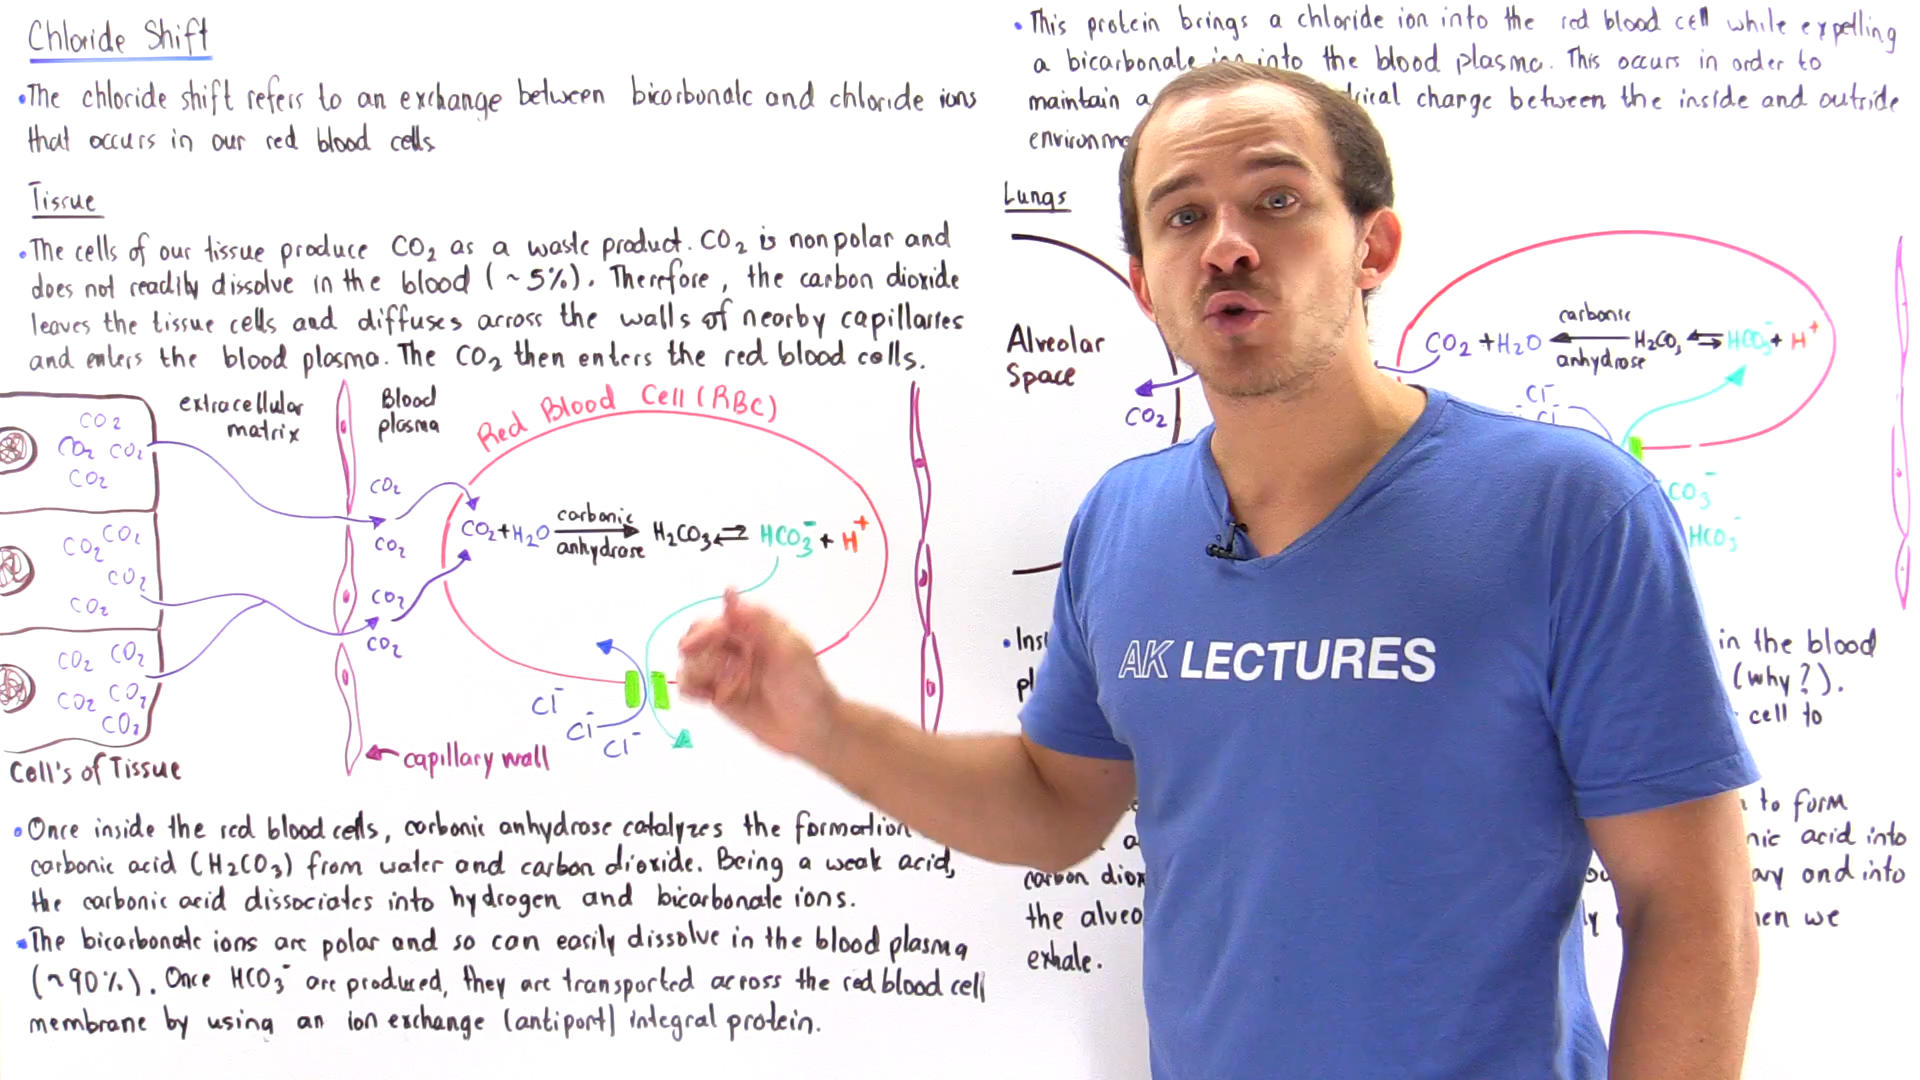 Chloride Shift
•The chloride shift refers to an exchange between bicarbonate and chloride ions
that occurs in our red blood cells
Tissue
•The cells of our tissue produce CO₂ as a waste product. CO₂ is nonpolar and
does not readily dissolve in the blood (~5%). Therefore, the carbon dioxide
leaves the tissue cells and diffuses across the walls of nearby capillaries
and enters the blood plasma. The CO₂ then enters the red blood cells.
extracellular
matrix
Blood
plasma
Red Blood Cell (RBC)
CO₂
CO₂ CO₂
CO₂
CO₂
CO₂
CO₂
CO₂
CO₂ CO₂
CO₂ CO₂
CO₂
CO₂
CO₂
CO₂
CO₂
CO₂+H₂O carbonic anhydrase H₂CO₃ ⇌ HCO₃⁻ + H⁺
Cl⁻
Cl⁻
Cl⁻
capillary wall
Cell's of Tissue
•Once inside the red blood cells, carbonic anhydrase catalyzes the formation
carbonic acid (H₂CO₃) from water and carbon dioxide. Being a weak acid,
the carbonic acid dissociates into hydrogen and bicarbonate ions.
•The bicarbonate ions are polar and so can easily dissolve in the blood plasma
(~90%). Once HCO₃⁻ are produced, they are transported across the red blood cell
membrane by using an ion exchange (antiport) integral protein.
•This protein brings a chloride ion into the red blood cell while expelling
a bicarbonate ion into the blood plasma. This occurs in order to
maintain a charge between the inside and outside
Lungs
Alveolar
Space
CO₂
CO₂ +H₂O carbonic anhydrase H₂CO₃ ⇌ HCO₃⁻ + H⁺
Cl⁻
Cl⁻
CO₃⁻
HCO₃⁻
in the blood
(why?).
cell to
to form
acid into
carbon and into
the we
exhale.
AK LECTURES